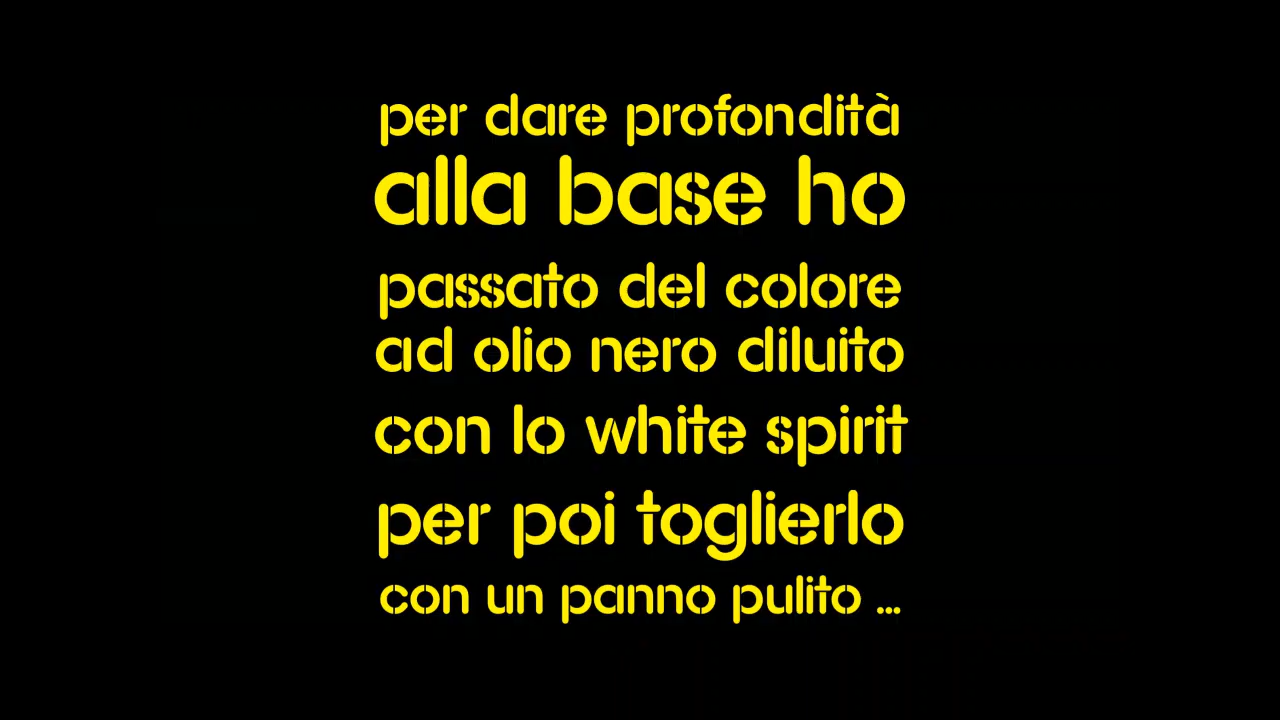 per dare profondità
alla base ho
passato del colore
ad olio nero diluito
con lo white spirit
per poi toglierlo
con un panno pulito ...